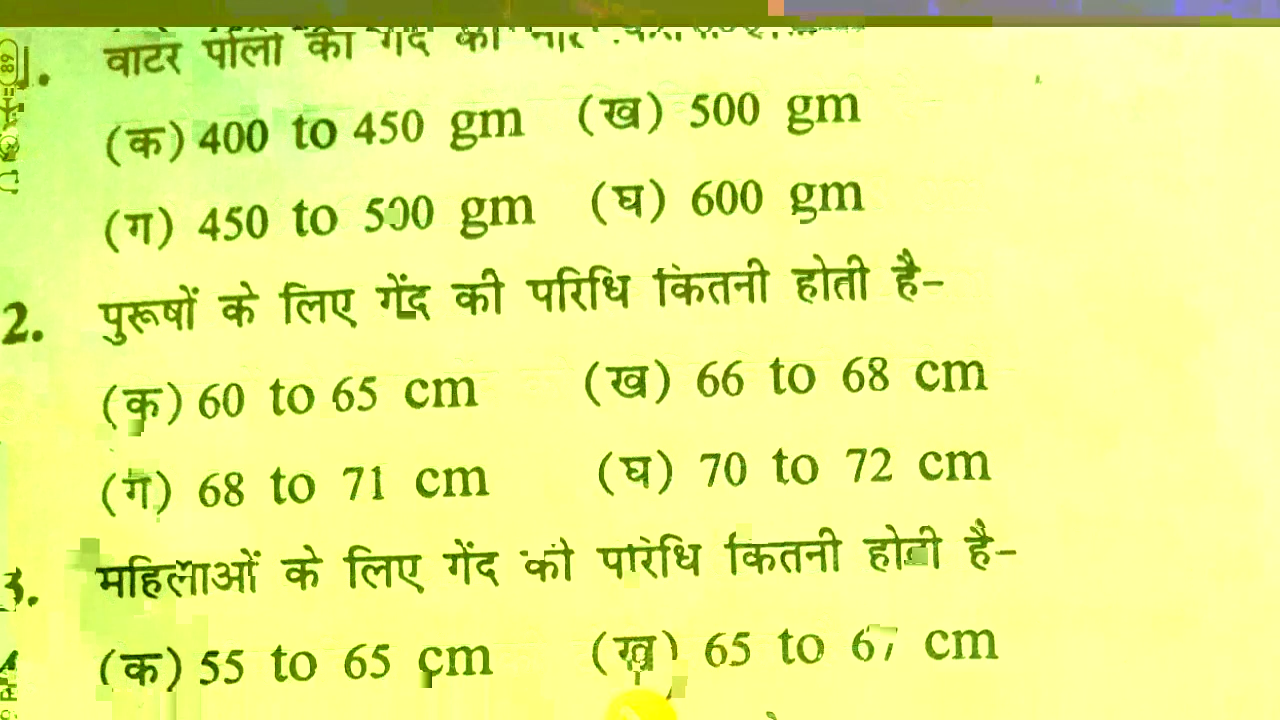 1. वाटर पोलो की गेंद का भार
(क) 400 to 450 gm (ख) 500 gm
(ग) 450 to 500 gm (घ) 600 gm
2. पुरूषों के लिए गेंद की परिधि कितनी होती है-
(क) 60 to 65 cm (ख) 66 to 68 cm
(ग) 68 to 71 cm (घ) 70 to 72 cm
3. महिलाओं के लिए गेंद की परिधि कितनी होती है-
(क) 55 to 65 cm (ख) 65 to 67 cm